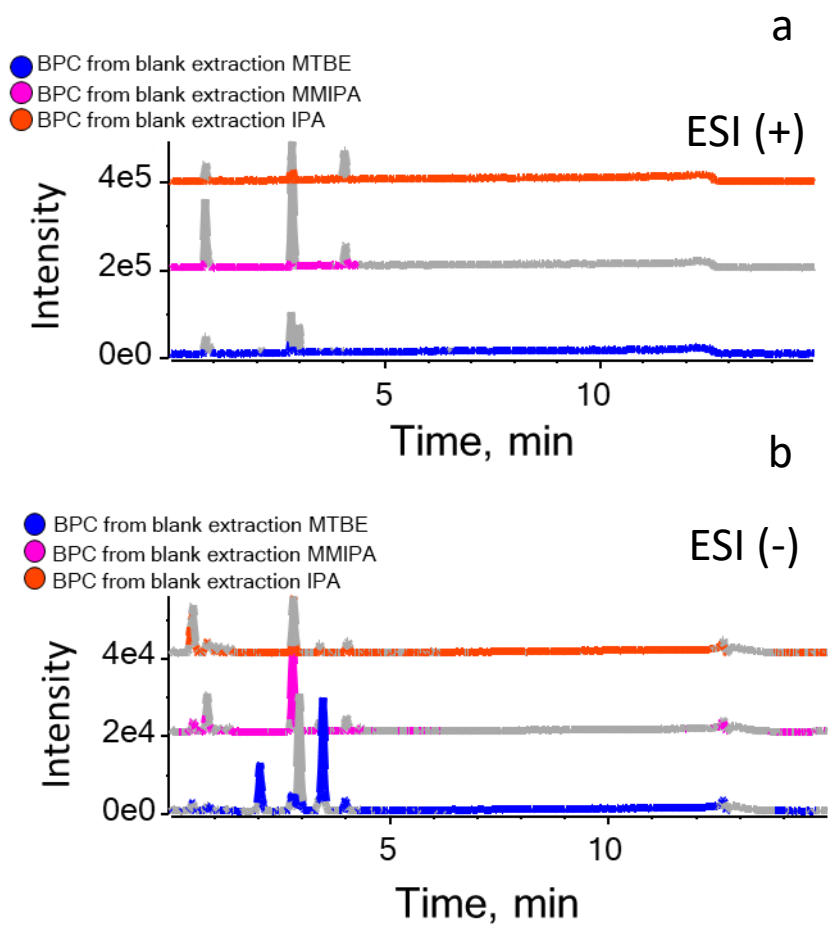 a
BPC from blank extraction MTBE
BPC from blank extraction MMIPA
BPC from blank extraction IPA
ESI (+)
4e5
2e5
0e0
Intensity
5
10
Time, min
b
BPC from blank extraction MTBE
BPC from blank extraction MMIPA
BPC from blank extraction IPA
ESI (-)
4e4
2e4
0e0
Intensity
5
10
Time, min